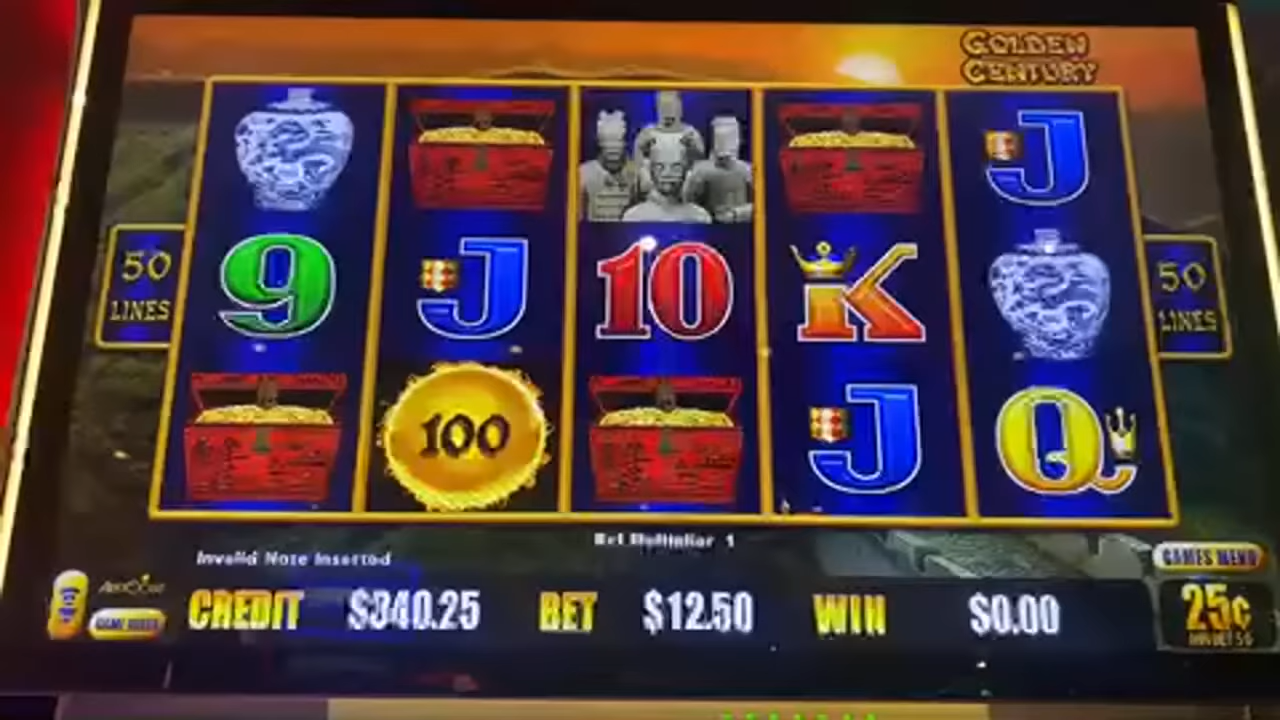 GOLDEN
CENTURY
J
50
LINES
9
J
10
K
50
LINES
100
J
Q
Bet Multiplier 1
Invalid Note Inserted
GAMES MENU
CREDIT $340.25 BET $12.50 WIN $0.00
25¢